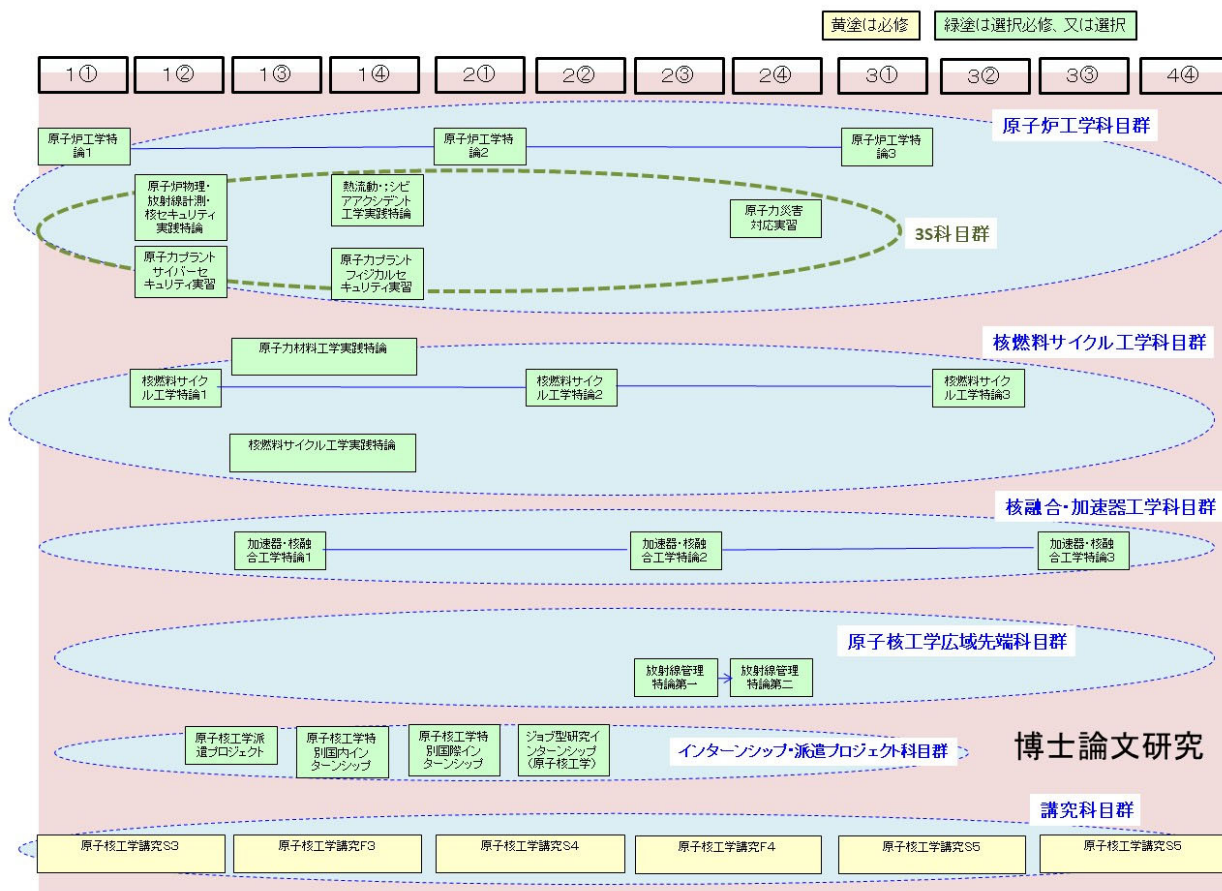 黄塗は必修
緑塗は選択必修、又は選択
1①
1②
1③
1④
2①
2②
2③
2④
3①
3②
3③
4④
原子炉工学科目群
原子炉工学特
論1
原子炉工学特
論2
原子炉工学特
論3
原子炉物理・
放射線計測・
核セキュリティ
実践特論
熱流動・;シビ
アアクシデント
工学実践特論
原子力災害
対応実習
3S科目群
原子力プラント
サイバーセ
キュリティ実習
原子力プラント
フィジカルセ
キュリティ実習
核燃料サイクル工学科目群
原子力材料工学実践特論
核燃料サイク
ル工学特論1
核燃料サイク
ル工学特論2
核燃料サイク
ル工学特論3
核燃料サイクル工学実践特論
核融合・加速器工学科目群
加速器・核融
合工学特論1
加速器・核融
合工学特論2
加速器・核融
合工学特論3
原子核工学広域先端科目群
放射線管理
特論第一
放射線管理
特論第二
原子核工学派
遣プロジェクト
原子核工学特
別国内イン
ターンシップ
原子核工学特
別国際イン
ターンシップ
ジョブ型研究イ
ンターンシップ
(原子核工学)
インターンシップ・派遣プロジェクト科目群
博士論文研究
講究科目群
原子核工学講究S3
原子核工学講究F3
原子核工学講究S4
原子核工学講究F4
原子核工学講究S5
原子核工学講究S5